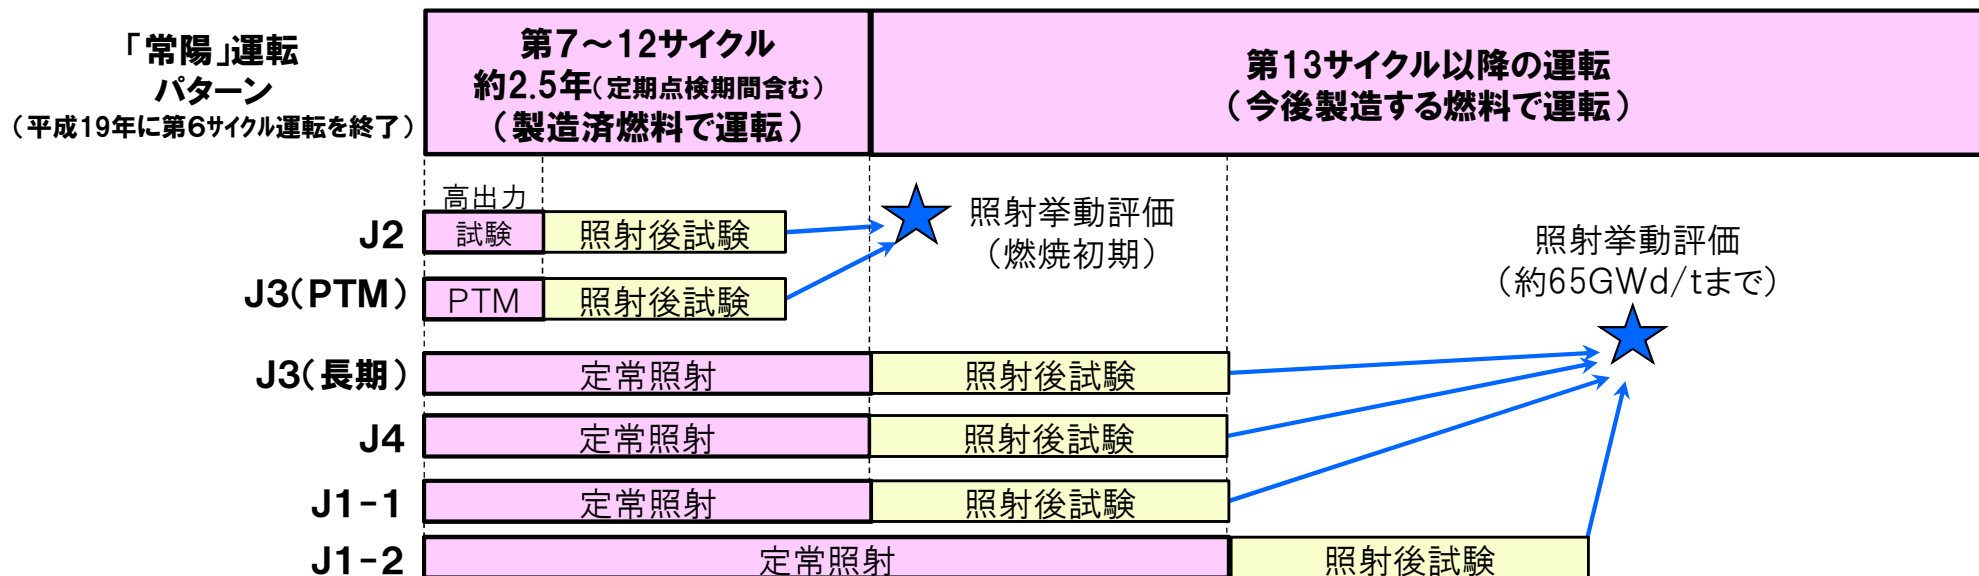 「常陽」運転
パターン
（平成19年に第6サイクル運転を終了）
第7～12サイクル
約2.5年（定期点検期間含む）
（製造済燃料で運転）
第13サイクル以降の運転
（今後製造する燃料で運転）
高出力
J2
試験
照射後試験
照射挙動評価
（燃焼初期）
J3（PTM）
PTM
照射後試験
照射挙動評価
（約65GWd/tまで）
J3（長期）
定常照射
照射後試験
J4
定常照射
照射後試験
J1-1
定常照射
照射後試験
J1-2
定常照射
照射後試験